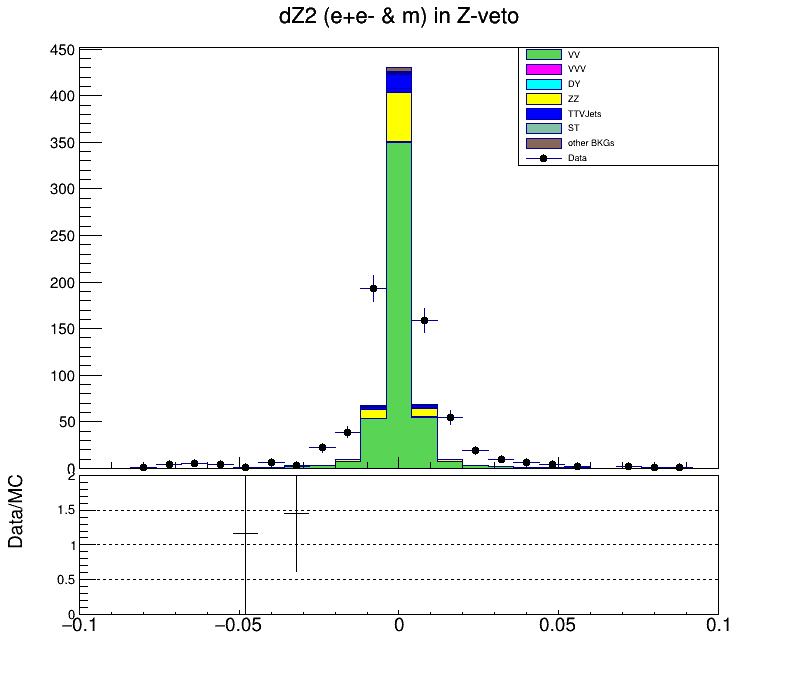 dZ2 (e+e- & m) in Z-veto
450
400
350
300
250
200
150
100
50
0
VV
VVV
DY
ZZ
TTVJets
ST
other BKGs
Data
Data/MC
2
1.5
1
0.5
0
−0.1
−0.05
0
0.05
0.1